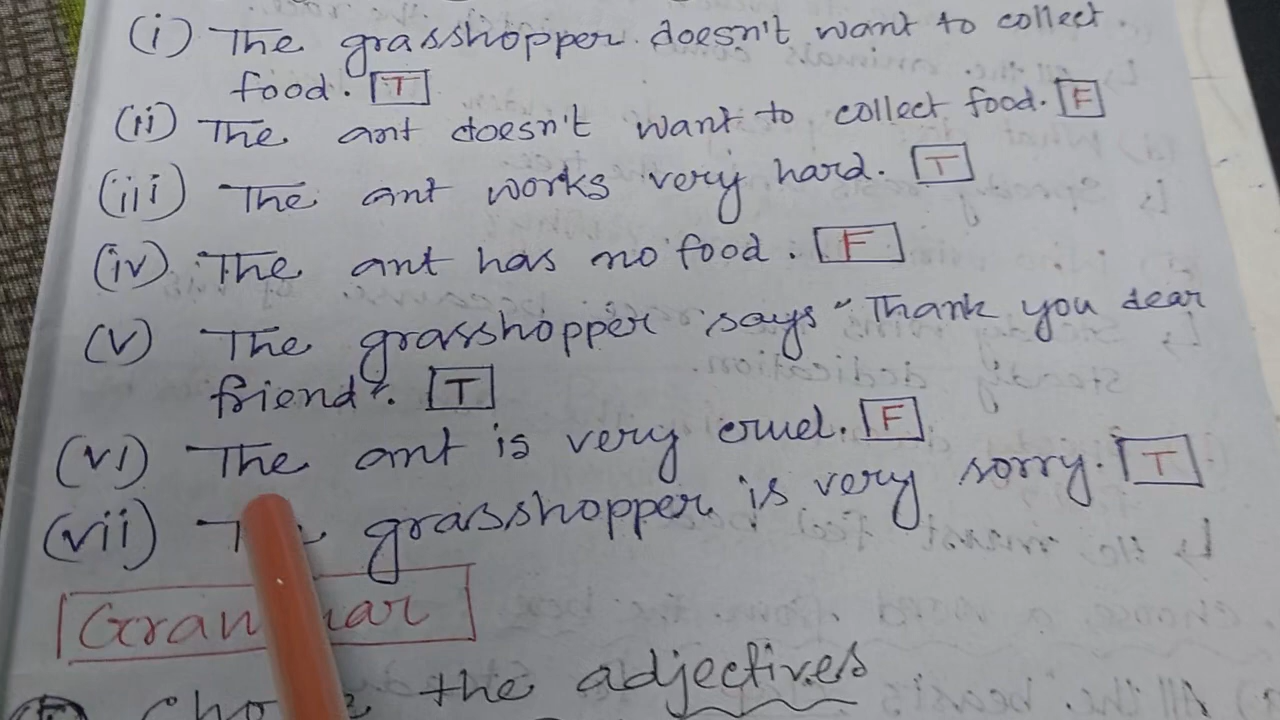 (i) The grasshopper doesn't want to collect
food. T
(ii) The ant doesn't want to collect food. F
(iii) The ant works very hard. T
(iv) The ant has no food. F
(v) The grasshopper says "Thank you dear
friend". T
(vi) The ant is very cruel. F
(vii) The grasshopper is very sorry. T
Grammar
the adjectives